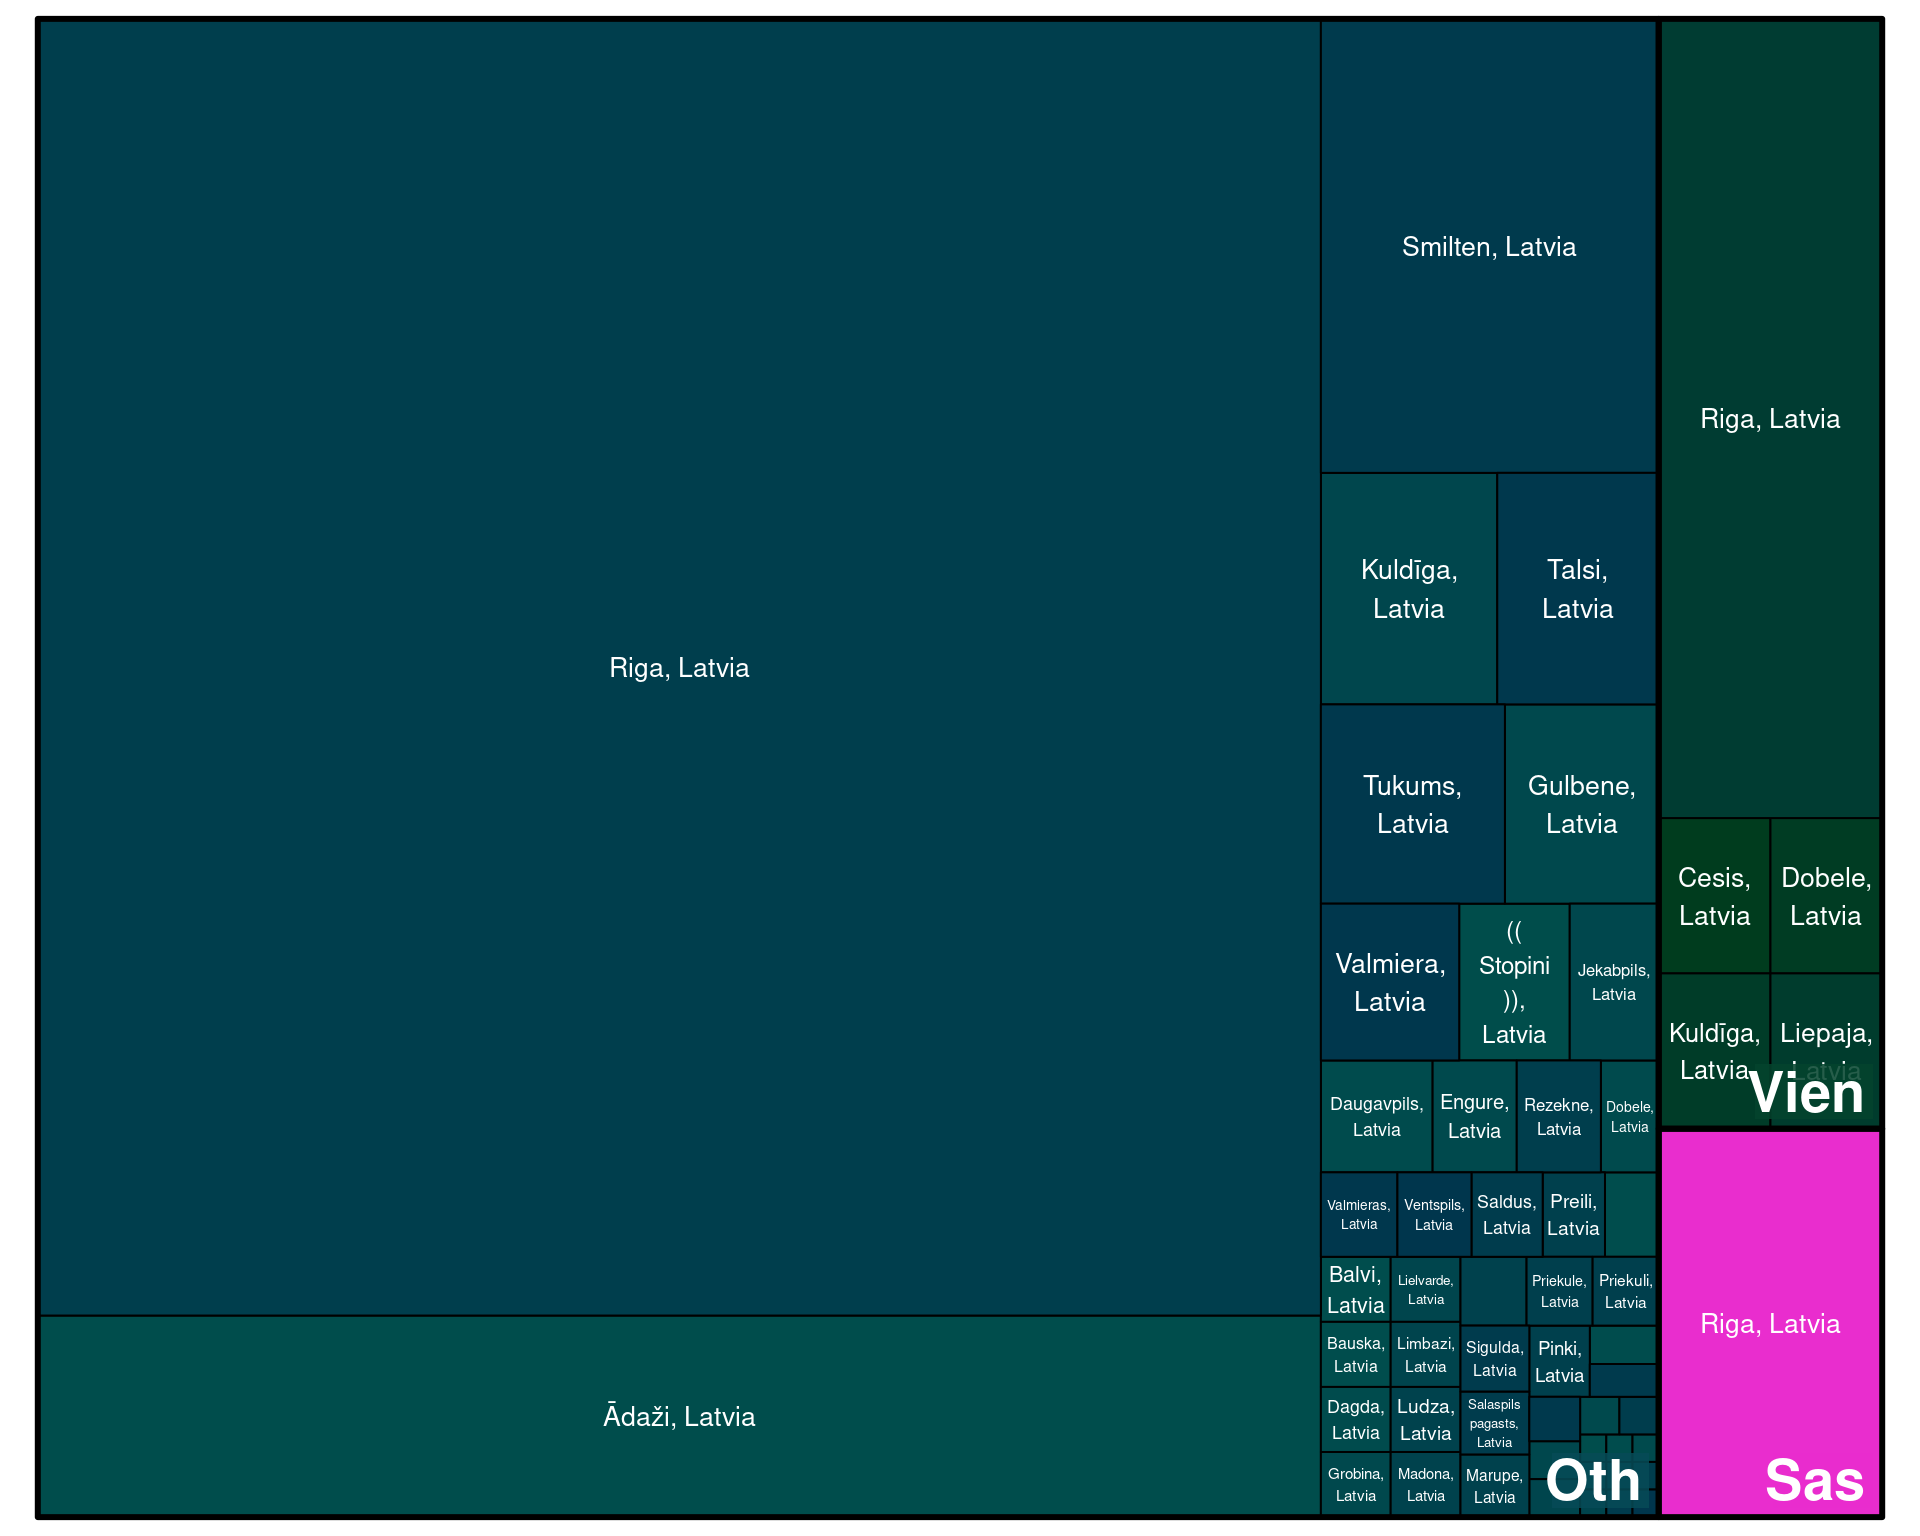 Riga, Latvia
Ādaži, Latvia
Smilten, Latvia
Kuldīga,
Latvia
Talsi,
Latvia
Tukums,
Latvia
Gulbene,
Latvia
Valmiera,
Latvia
((
Stopini
)),
Latvia
Jekabpils,
Latvia
Daugavpils,
Latvia
Engure,
Latvia
Rezekne,
Latvia
Dobele,
Latvia
Valmieras,
Latvia
Ventspils,
Latvia
Saldus,
Latvia
Preili,
Latvia
Balvi,
Latvia
Lielvarde,
Latvia
Priekule,
Latvia
Priekuli,
Latvia
Bauska,
Latvia
Limbazi,
Latvia
Sigulda,
Latvia
Pinki,
Latvia
Dagda,
Latvia
Ludza,
Latvia
Salaspils
pagasts,
Latvia
Grobina,
Latvia
Madona,
Latvia
Marupe,
Latvia
Oth
Riga, Latvia
Cesis,
Latvia
Dobele,
Latvia
Kuldīga,
Latvia
Liepaja,
Latvia
Vien
Riga, Latvia
Sas